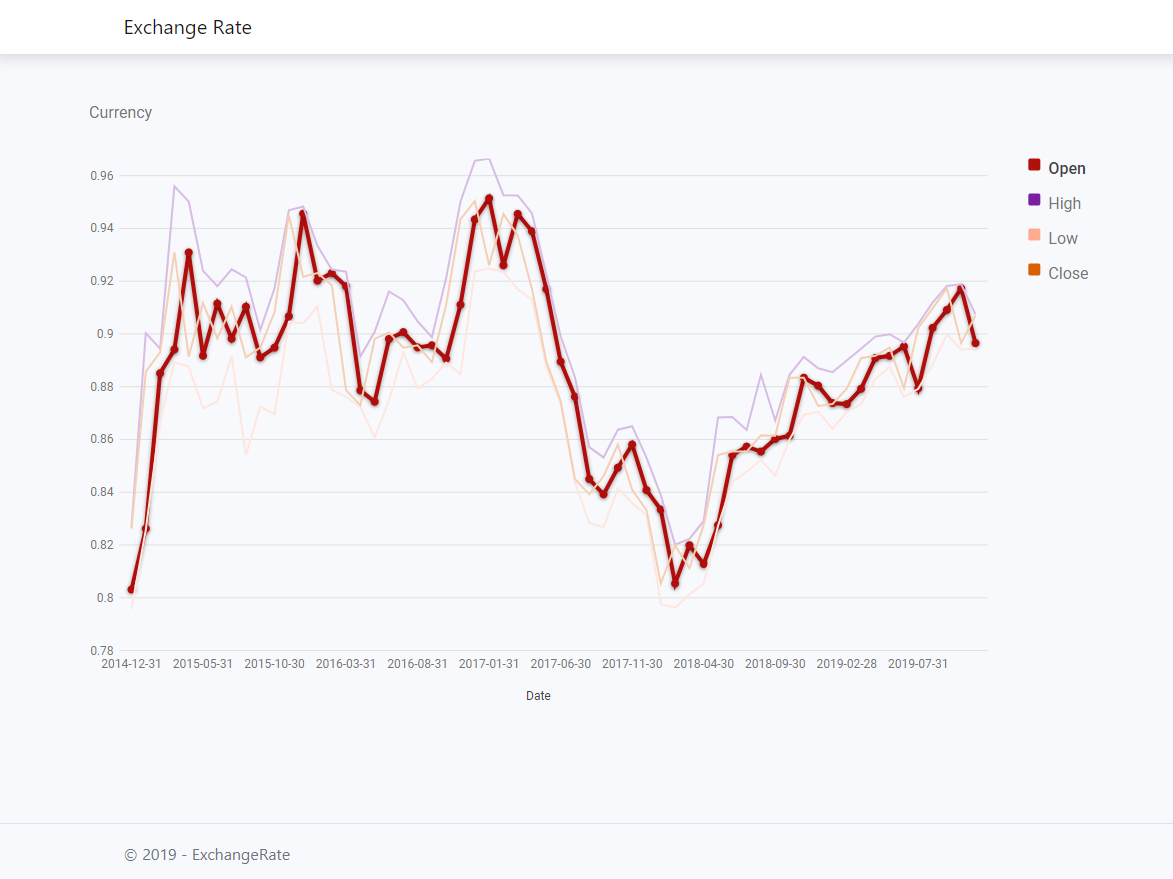 Exchange Rate
Currency
Open
High
Low
Close
0.96
0.94
0.92
0.9
0.88
0.86
0.84
0.82
0.8
0.78
2014-12-31 2015-05-31 2015-10-30 2016-03-31 2016-08-31 2017-01-31 2017-06-30 2017-11-30 2018-04-30 2018-09-30 2019-02-28 2019-07-31
Date
© 2019 - ExchangeRate